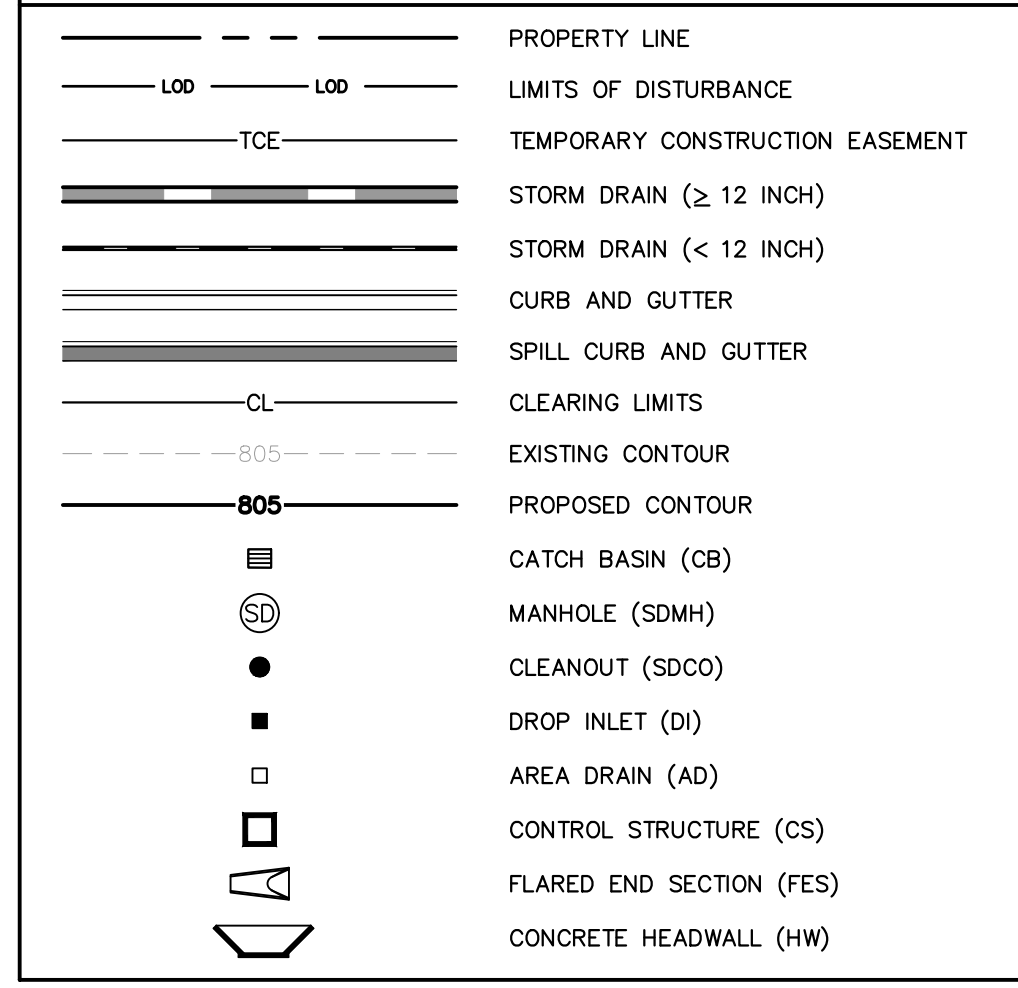 PROPERTY LINE
LOD LOD LIMITS OF DISTURBANCE
TCE TEMPORARY CONSTRUCTION EASEMENT
STORM DRAIN (≥ 12 INCH)
STORM DRAIN (< 12 INCH)
CURB AND GUTTER
SPILL CURB AND GUTTER
CL CLEARING LIMITS
805 EXISTING CONTOUR
805 PROPOSED CONTOUR
CATCH BASIN (CB)
SD MANHOLE (SDMH)
CLEANOUT (SDCO)
DROP INLET (DI)
AREA DRAIN (AD)
CONTROL STRUCTURE (CS)
FLARED END SECTION (FES)
CONCRETE HEADWALL (HW)